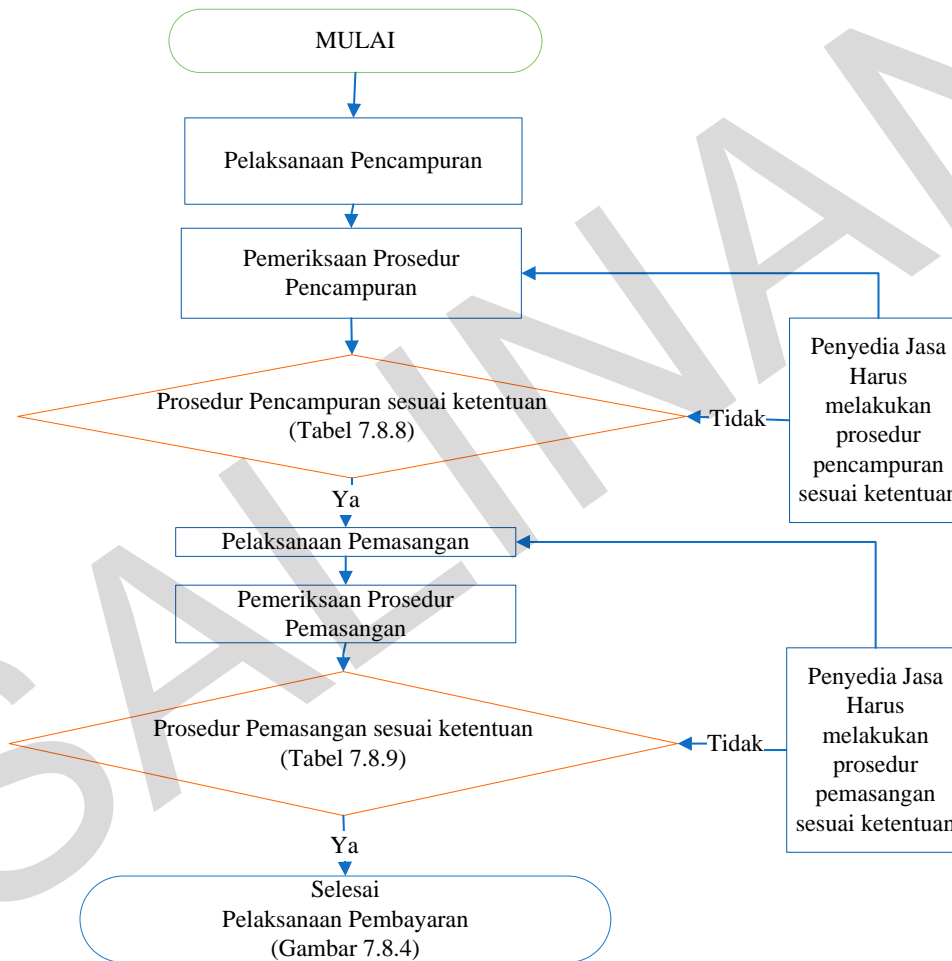 MULAI
Pelaksanaan Pencampuran
Pemeriksaan Prosedur
Pencampuran
Prosedur Pencampuran sesuai ketentuan
(Tabel 7.8.8)
Tidak
Penyedia Jasa
Harus
melakukan
prosedur
pencampuran
sesuai ketentuan
Ya
Pelaksanaan Pemasangan
Pemeriksaan Prosedur
Pemasangan
Prosedur Pemasangan sesuai ketentuan
(Tabel 7.8.9)
Tidak
Penyedia Jasa
Harus
melakukan
prosedur
pemasangan
sesuai ketentuan
Ya
Selesai
Pelaksanaan Pembayaran
(Gambar 7.8.4)
SALINAN